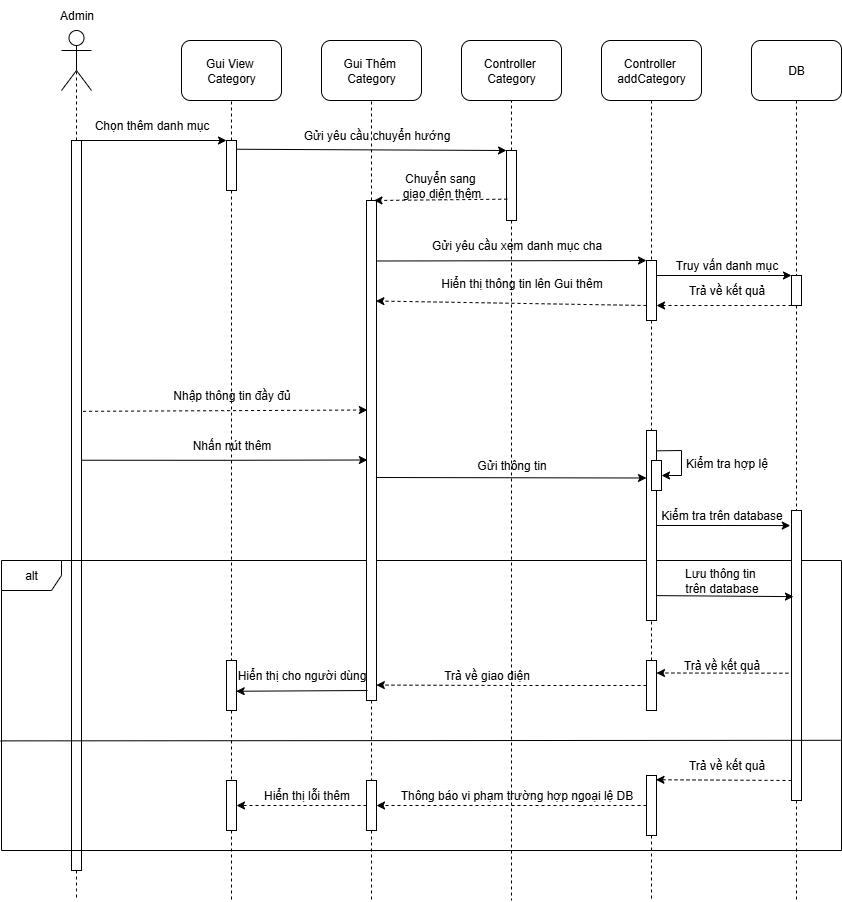 Admin
Gui View
Category
Gui Thêm
Category
Controller
Category
Controller
addCategory
DB
Chọn thêm danh mục
Gửi yêu cầu chuyển hướng
Chuyển sang
giao diện thêm
Gửi yêu cầu xem danh mục cha
Truy vấn danh mục
Hiển thị thông tin lên Gui thêm
Trả về kết quả
Nhập thông tin đầy đủ
Nhấn nút thêm
Gửi thông tin
Kiểm tra hợp lệ
Kiểm tra trên database
alt
Lưu thông tin
trên database
Hiển thị cho người dùng
Trả về giao diện
Trả về kết quả
Trả về kết quả
Hiển thị lỗi thêm
Thông báo vi phạm trường hợp ngoại lệ DB